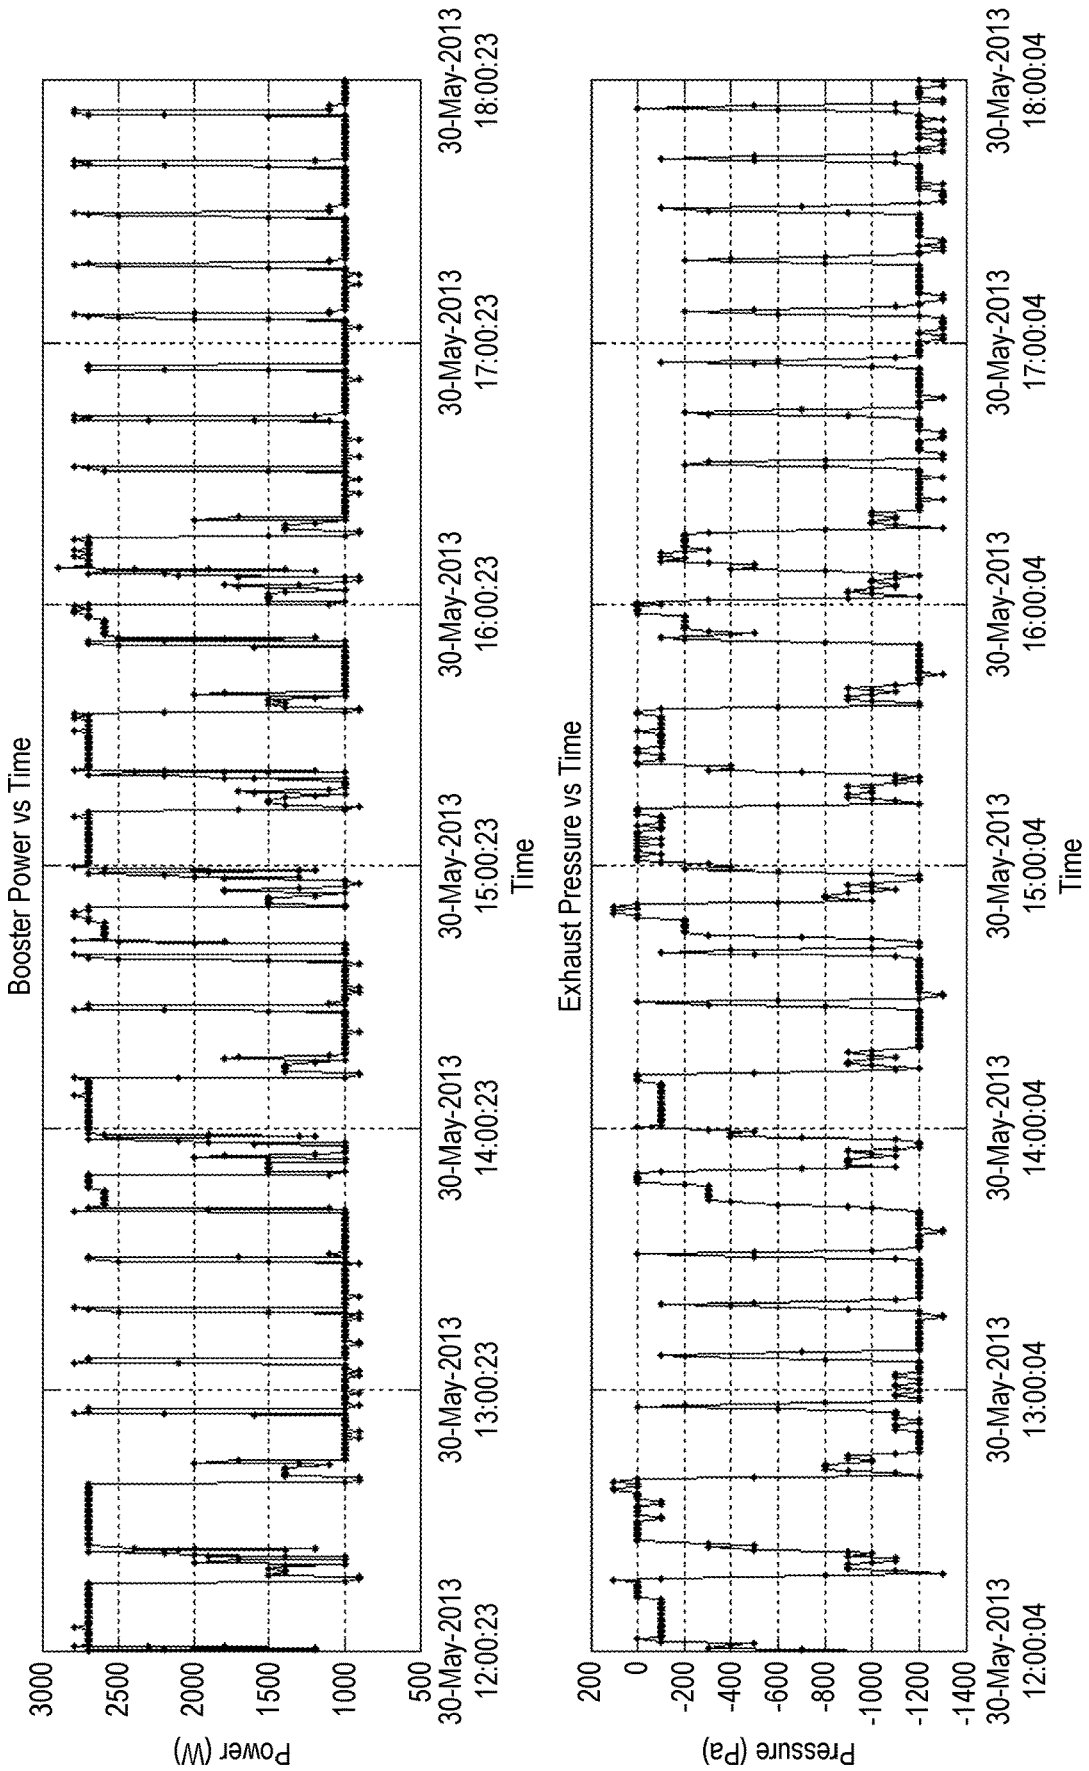 Booster Power vs Time
Power (W)
3000
2500
2000
1500
1000
500
30-May-2013
12:00:23
30-May-2013
13:00:23
30-May-2013
14:00:23
30-May-2013
15:00:23
30-May-2013
16:00:23
30-May-2013
17:00:23
30-May-2013
18:00:23
Time
Exhaust Pressure vs Time
Pressure (Pa)
200
0
-200
-400
-600
-800
-1000
-1200
-1400
30-May-2013
12:00:04
30-May-2013
13:00:04
30-May-2013
14:00:04
30-May-2013
15:00:04
30-May-2013
16:00:04
30-May-2013
17:00:04
30-May-2013
18:00:04
Time